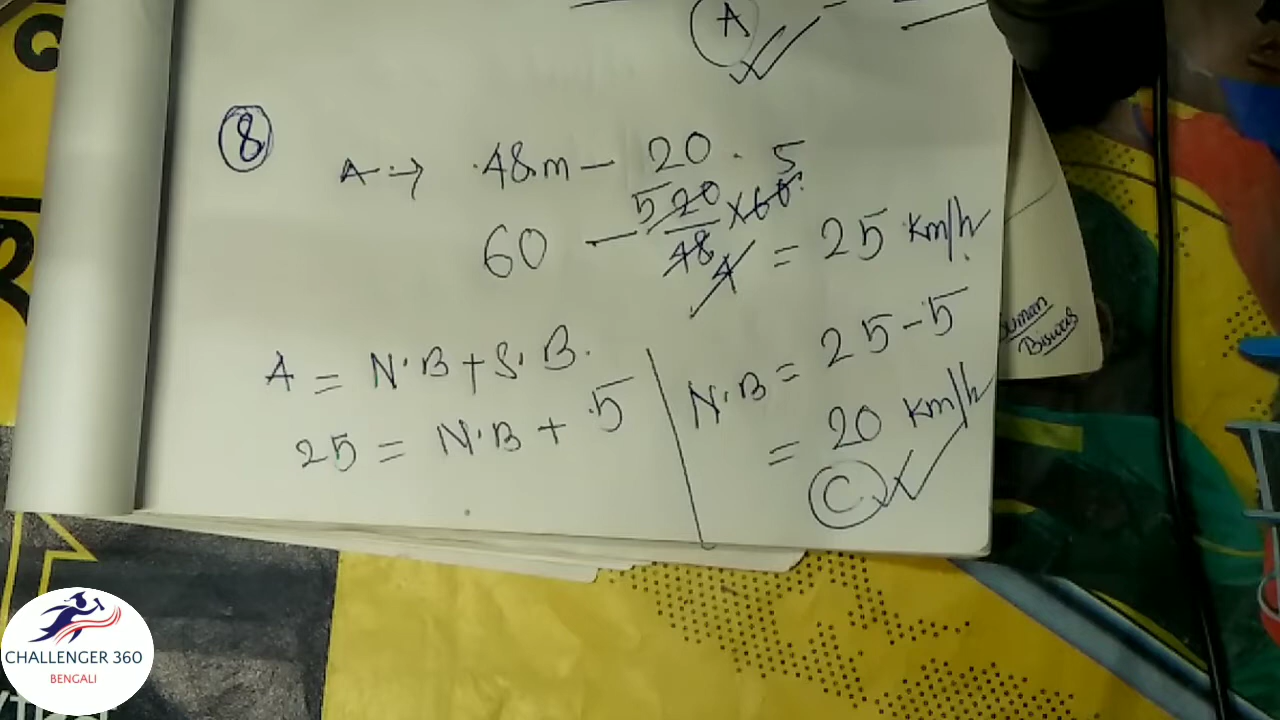 A
8
A → 48m – 20 . 5
60 – 5 20/48 4 × 60 = 25 km/h
A = N.B + S.B.
25 = N.B + 5
N.B = 25 – 5
= 20 km/h
C
Biswas
CHALLENGER 360
BENGALI